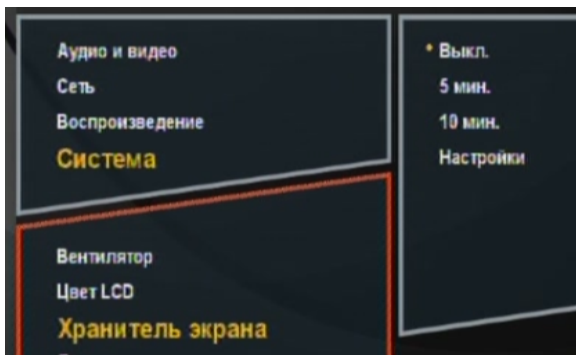 Аудио и видео
Сеть
Воспроизведение
Система
Вентилятор
Цвет LCD
Хранитель экрана
• Выкл.
5 мин.
10 мин.
Настройки